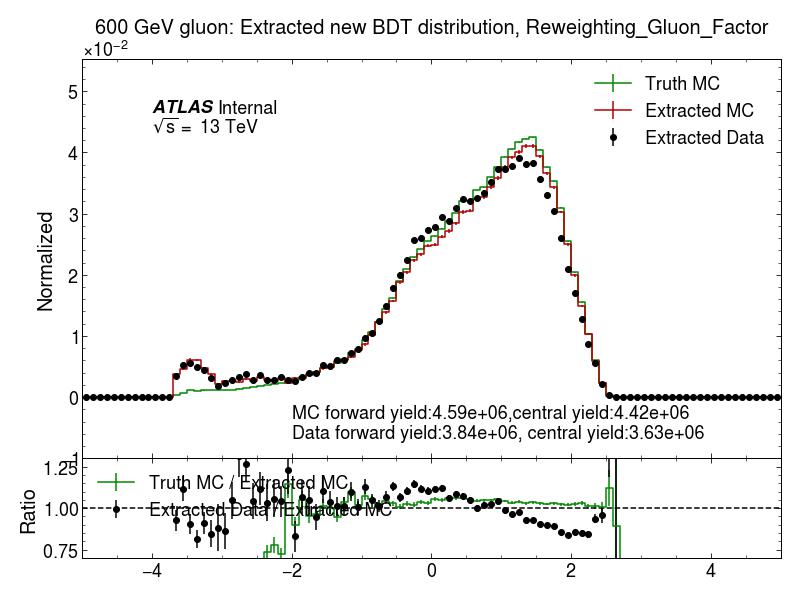 600 GeV gluon: Extracted new BDT distribution, Reweighting_Gluon_Factor
×10⁻²
ATLAS Internal
√s = 13 TeV
Truth MC
Extracted MC
Extracted Data
Normalized
5
4
3
2
1
0
MC forward yield:4.59e+06,central yield:4.42e+06
Data forward yield:3.84e+06, central yield:3.63e+06
Truth MC / Extracted MC
Extracted Data / Extracted MC
Ratio
1.25
1.00
0.75
−4
−2
0
2
4